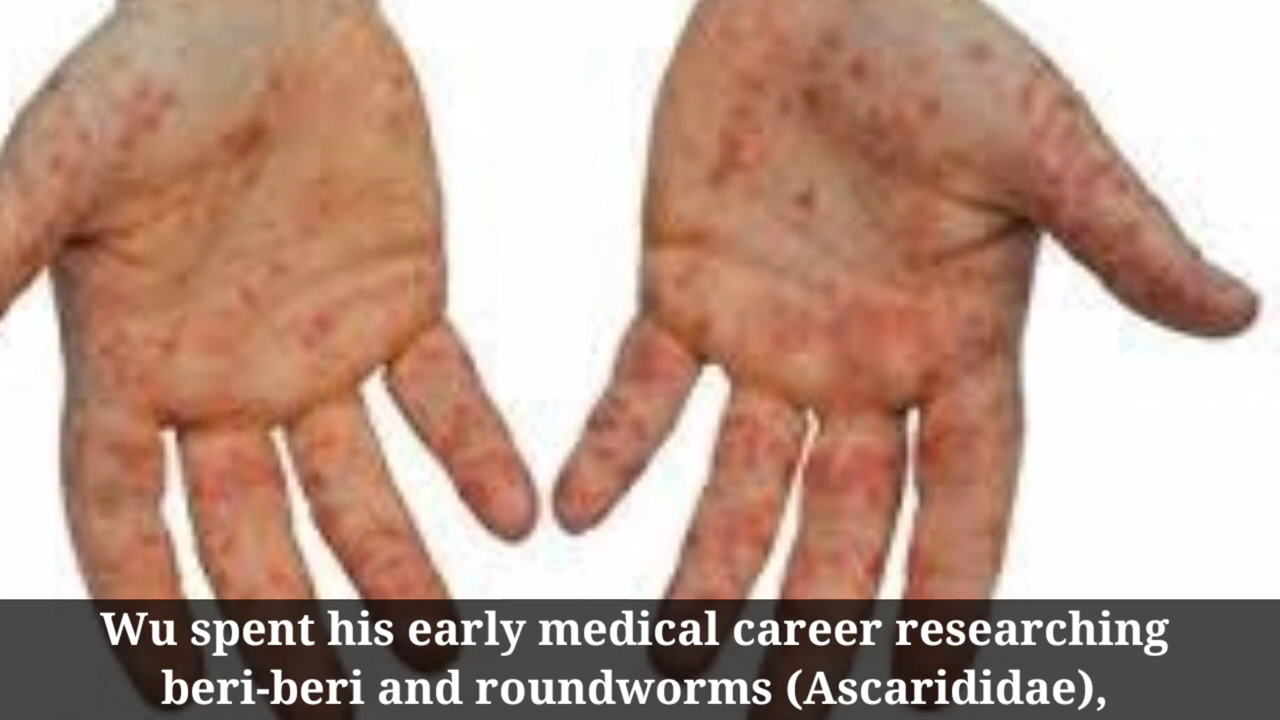 Wu spent his early medical career researching
beri-beri and roundworms (Ascarididae),